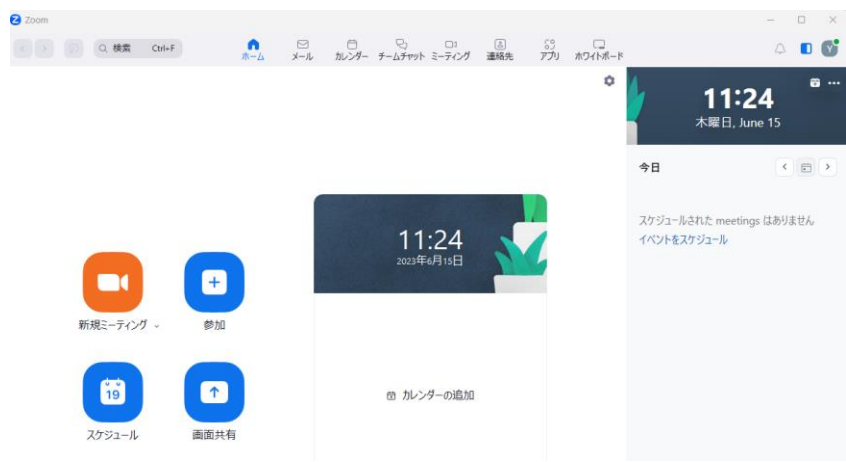 Zoom
検索 Ctrl+F
ホーム
メール
カレンダー
チームチャット
ミーティング
連絡先
アプリ
ホワイトボード
Y
11:24
木曜日, June 15
今日
スケジュールされた meetings はありません
イベントをスケジュール
11:24
2023年6月15日
新規ミーティング
参加
19
スケジュール
画面共有
カレンダーの追加